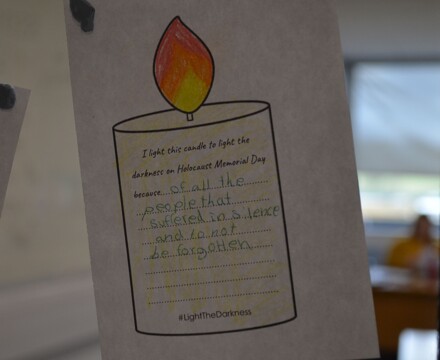 I light this candle to light the
darkness on Holocaust Memorial Day
because... of all the
people that
suffered in silence
and to not
be forgotten
#LightTheDarkness